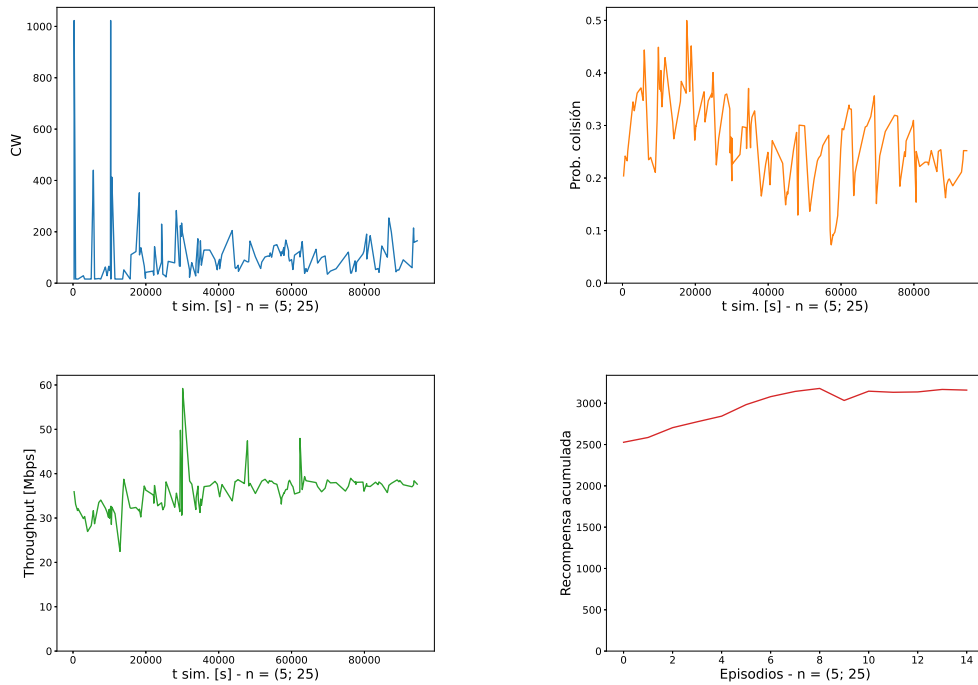 CW
1000
800
600
400
200
0
0 20000 40000 60000 80000
t sim. [s] - n = (5; 25)
Prob. colisión
0.5
0.4
0.3
0.2
0.1
0.0
0 20000 40000 60000 80000
t sim. [s] - n = (5; 25)
Throughput [Mbps]
60
50
40
30
20
10
0
0 20000 40000 60000 80000
t sim. [s] - n = (5; 25)
Recompensa acumulada
3000
2500
2000
1500
1000
500
0
0 2 4 6 8 10 12 14
Episodios - n = (5; 25)